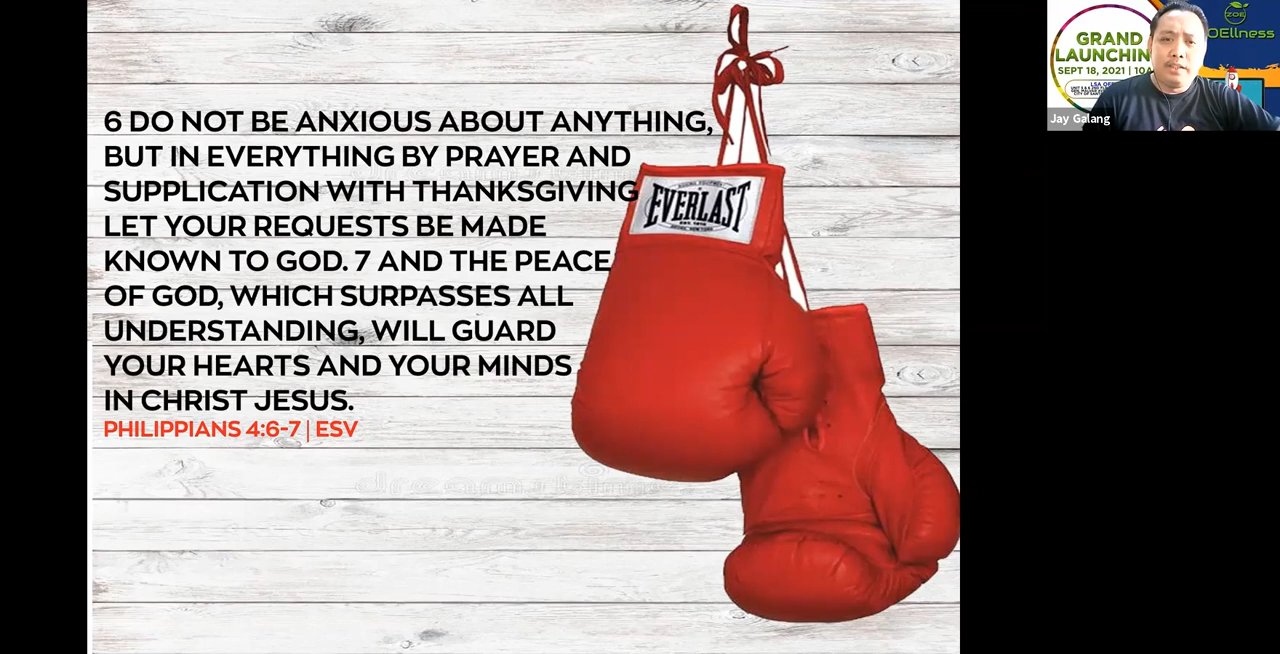 6 DO NOT BE ANXIOUS ABOUT ANYTHING,
BUT IN EVERYTHING BY PRAYER AND
SUPPLICATION WITH THANKSGIVING
LET YOUR REQUESTS BE MADE
KNOWN TO GOD. 7 AND THE PEACE
OF GOD, WHICH SURPASSES ALL
UNDERSTANDING, WILL GUARD
YOUR HEARTS AND YOUR MINDS
IN CHRIST JESUS.
PHILIPPIANS 4:6-7 | ESV
EVERLAST
GRAND
LAUNCHIN
SEPT 18, 2021 | 10A
ZOE
OEllness
Jay Galang